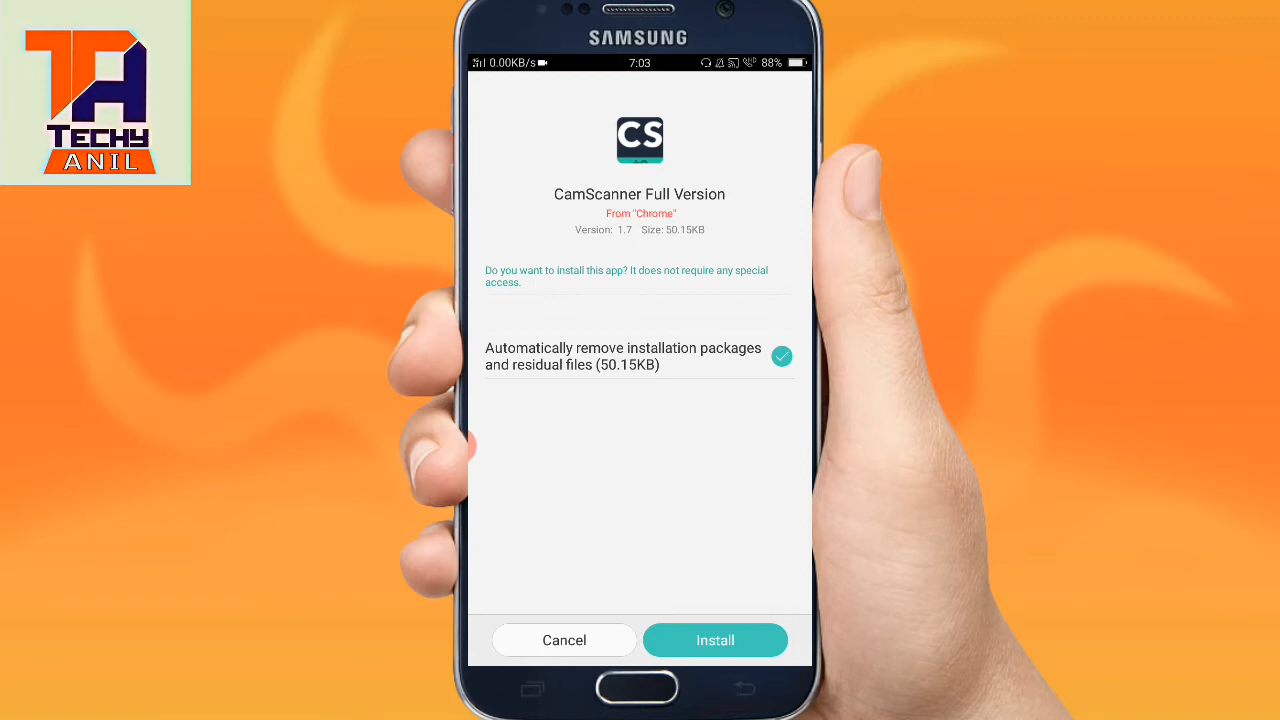 TECHY
ANIL
SAMSUNG
0.00KB/s 7:03 88%
CS
CamScanner Full Version
From "Chrome"
Version: 1.7 Size: 50.15KB
Do you want to install this app? It does not require any special
access.
Automatically remove installation packages
and residual files (50.15KB)
Cancel Install